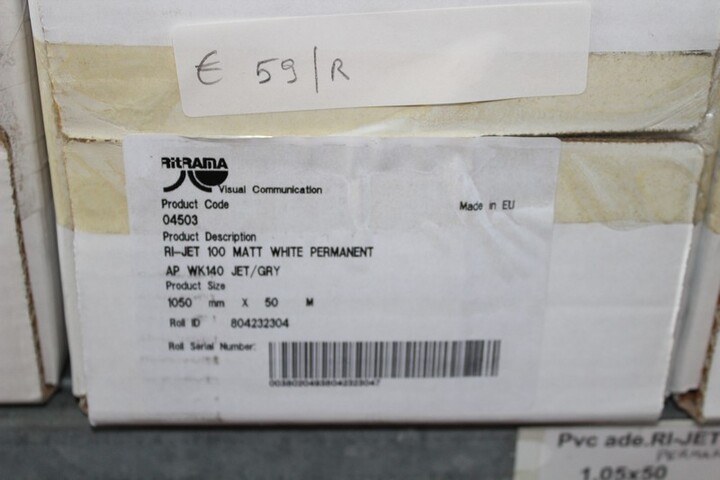 € 59/R
RITRAMA
Visual Communication
Product Code
04503
Made in EU
Product Description
RI-JET 100 MATT WHITE PERMANENT
AP WK140 JET/GRY
Product Size
1050 mm X 50 M
Roll ID 804232304
Roll Serial Number:
Pvc ade.RI-JET
1.05x50